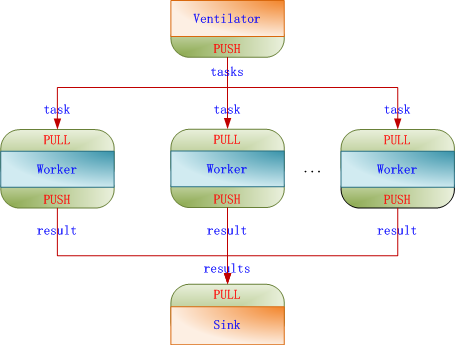 Ventilator
PUSH
tasks
task task task
PULL PULL PULL
Worker Worker ... Worker
PUSH PUSH PUSH
result result result
results
PULL
Sink